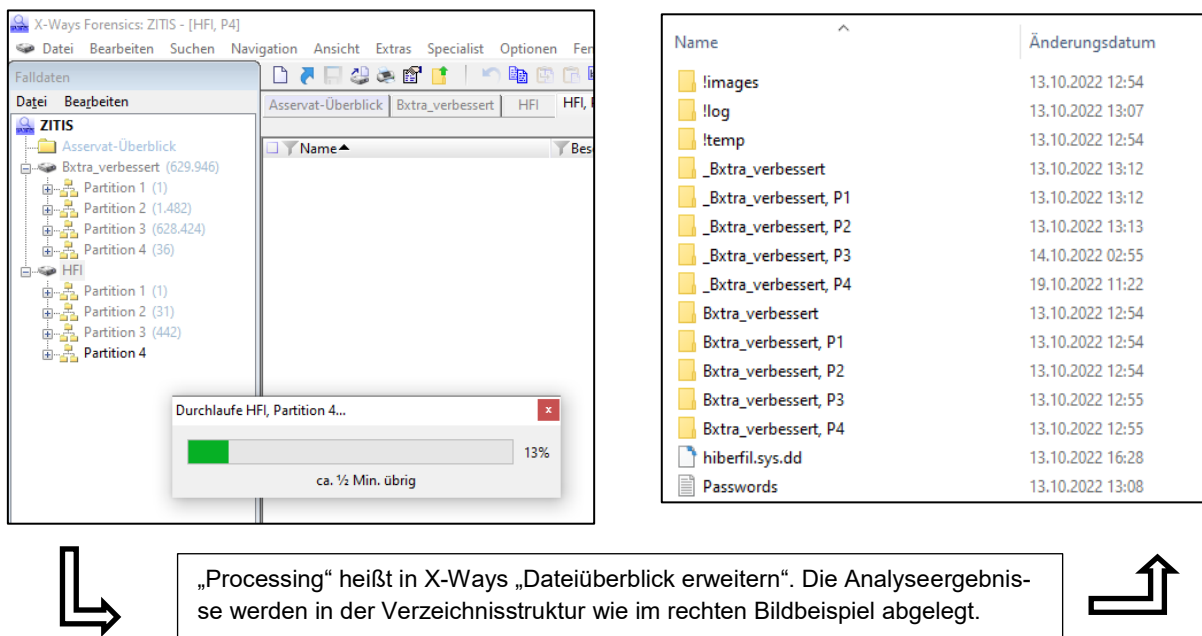 X-Ways Forensics: ZITIS - [HFI, P4]
Datei Bearbeiten Suchen Navigation Ansicht Extras Specialist Optionen Fen
Falldaten
Datei Bearbeiten
Asservat-Überblick Bxtra_verbessert HFI HFI,
ZITIS
Asservat-Überblick
Name Bes
Bxtra_verbessert (629.946)
Partition 1 (1)
Partition 2 (1.482)
Partition 3 (628.424)
Partition 4 (36)
HFI
Partition 1 (1)
Partition 2 (31)
Partition 3 (442)
Partition 4
Durchlaufe HFI, Partition 4...
x
13%
ca. ½ Min. übrig
Name Änderungsdatum
!images 13.10.2022 12:54
!log 13.10.2022 13:07
!temp 13.10.2022 12:54
_Bxtra_verbessert 13.10.2022 13:12
_Bxtra_verbessert, P1 13.10.2022 13:12
_Bxtra_verbessert, P2 13.10.2022 13:13
_Bxtra_verbessert, P3 14.10.2022 02:55
_Bxtra_verbessert, P4 19.10.2022 11:22
Bxtra_verbessert 13.10.2022 12:54
Bxtra_verbessert, P1 13.10.2022 12:54
Bxtra_verbessert, P2 13.10.2022 12:54
Bxtra_verbessert, P3 13.10.2022 12:55
Bxtra_verbessert, P4 13.10.2022 12:55
hiberfil.sys.dd 13.10.2022 16:28
Passwords 13.10.2022 13:08
„Processing“ heißt in X-Ways „Dateiüberblick erweitern“. Die Analyseergebnis-
se werden in der Verzeichnisstruktur wie im rechten Bildbeispiel abgelegt.